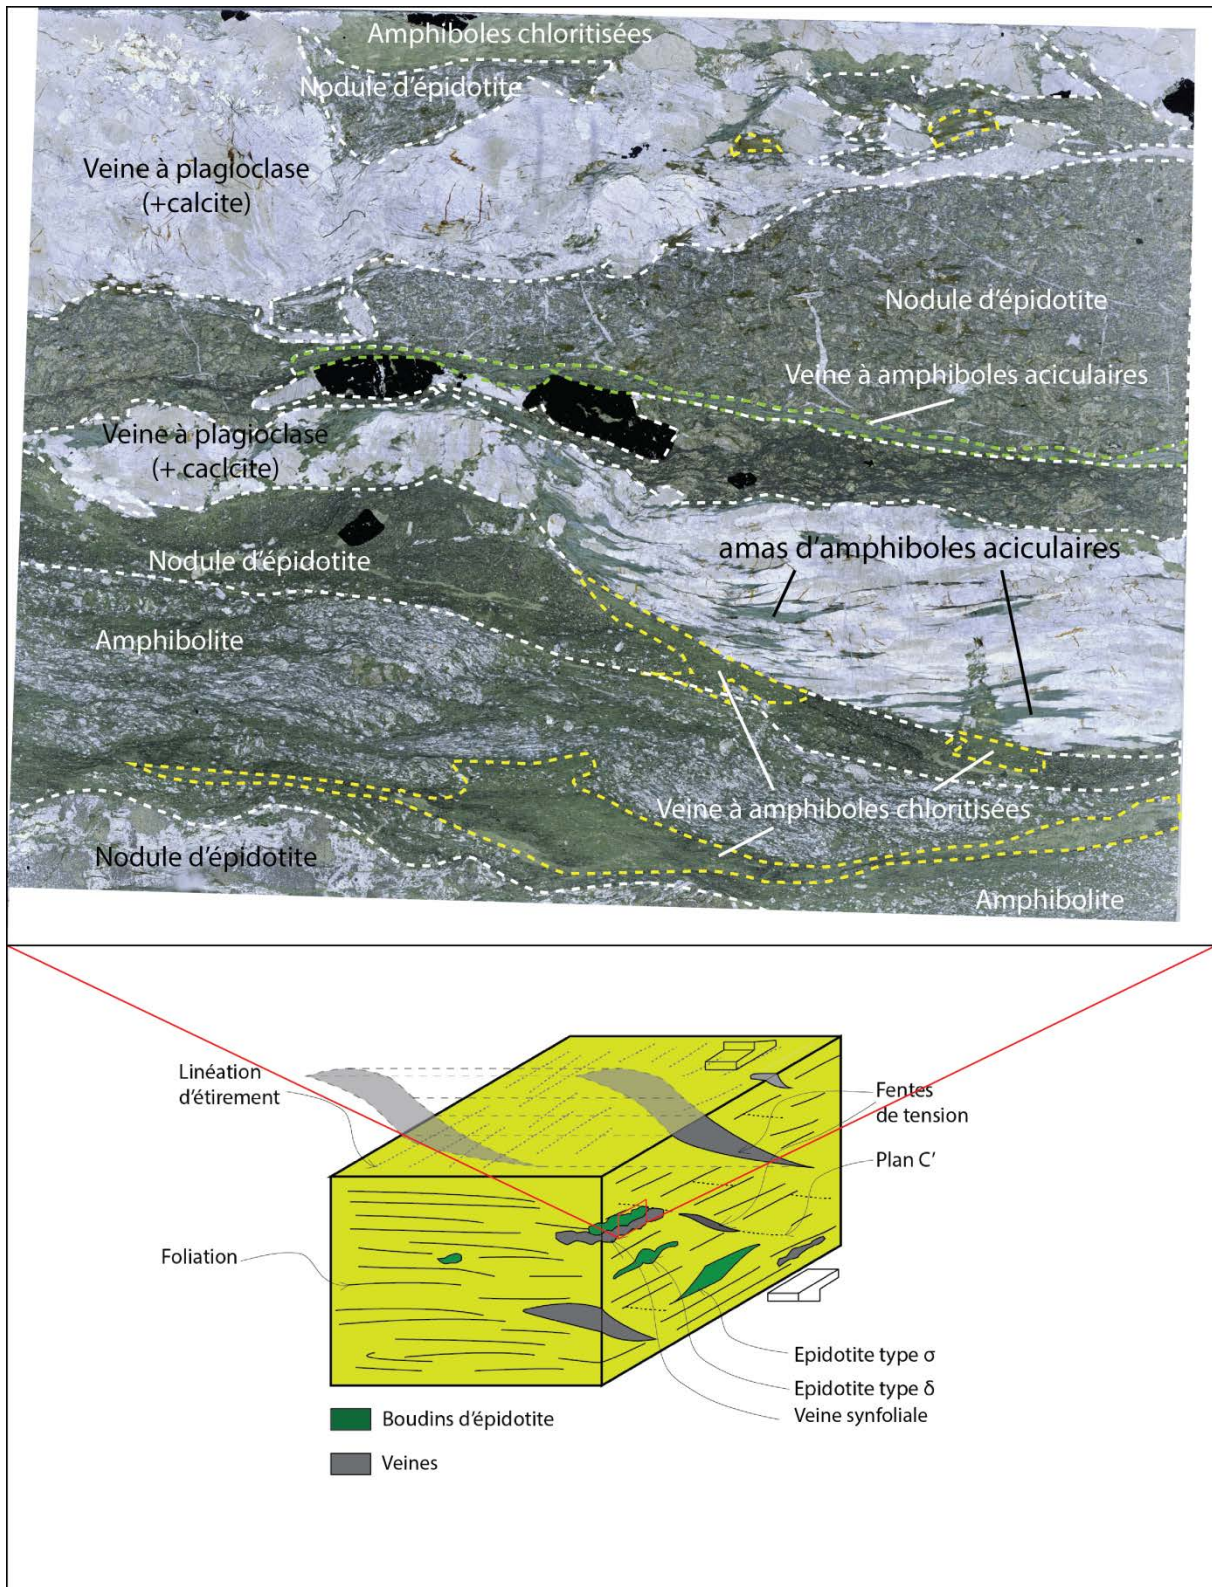 Amphiboles chloritisées
Nodule d'épidotite
Veine à plagioclase
(+calcite)
Nodule d'épidotite
Veine à amphiboles aciculaires
Veine à plagioclase
(+ caclcite)
amas d'amphiboles aciculaires
Nodule d'épidotite
Amphibolite
Veine à amphiboles chloritisées
Nodule d'épidotite
Amphibolite
Linéation
d'étirement
Fentes
de tension
Plan C'
Foliation
Epidotite type σ
Epidotite type δ
Veine synfoliale
Boudins d'épidotite
Veines